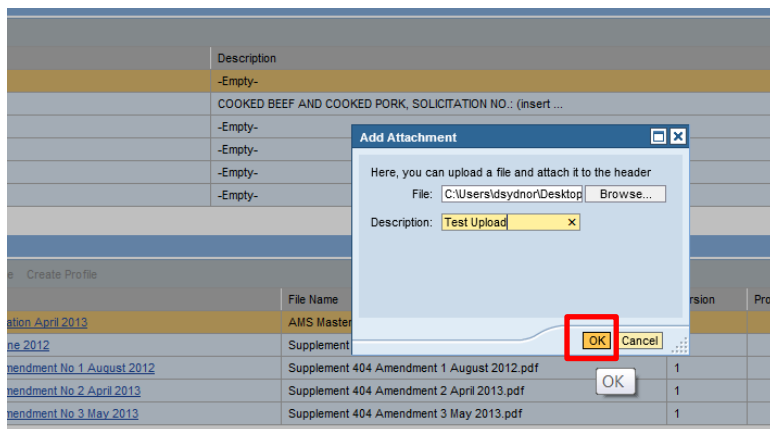 Description
-Empty-
COOKED BEEF AND COOKED PORK, SOLICITATION NO.: (insert ...
-Empty-
-Empty-
-Empty-
-Empty-
Add Attachment
Here, you can upload a file and attach it to the header
File: C:\Users\dsydnor\Desktop Browse...
Description: Test Upload
OK Cancel
OK
Create Profile
File Name
ation April 2013 AMS Master
ne 2012 Supplement
mendment No 1 August 2012 Supplement 404 Amendment 1 August 2012.pdf 1
mendment No 2 April 2013 Supplement 404 Amendment 2 April 2013.pdf 1
mendment No 3 May 2013 Supplement 404 Amendment 3 May 2013.pdf 1